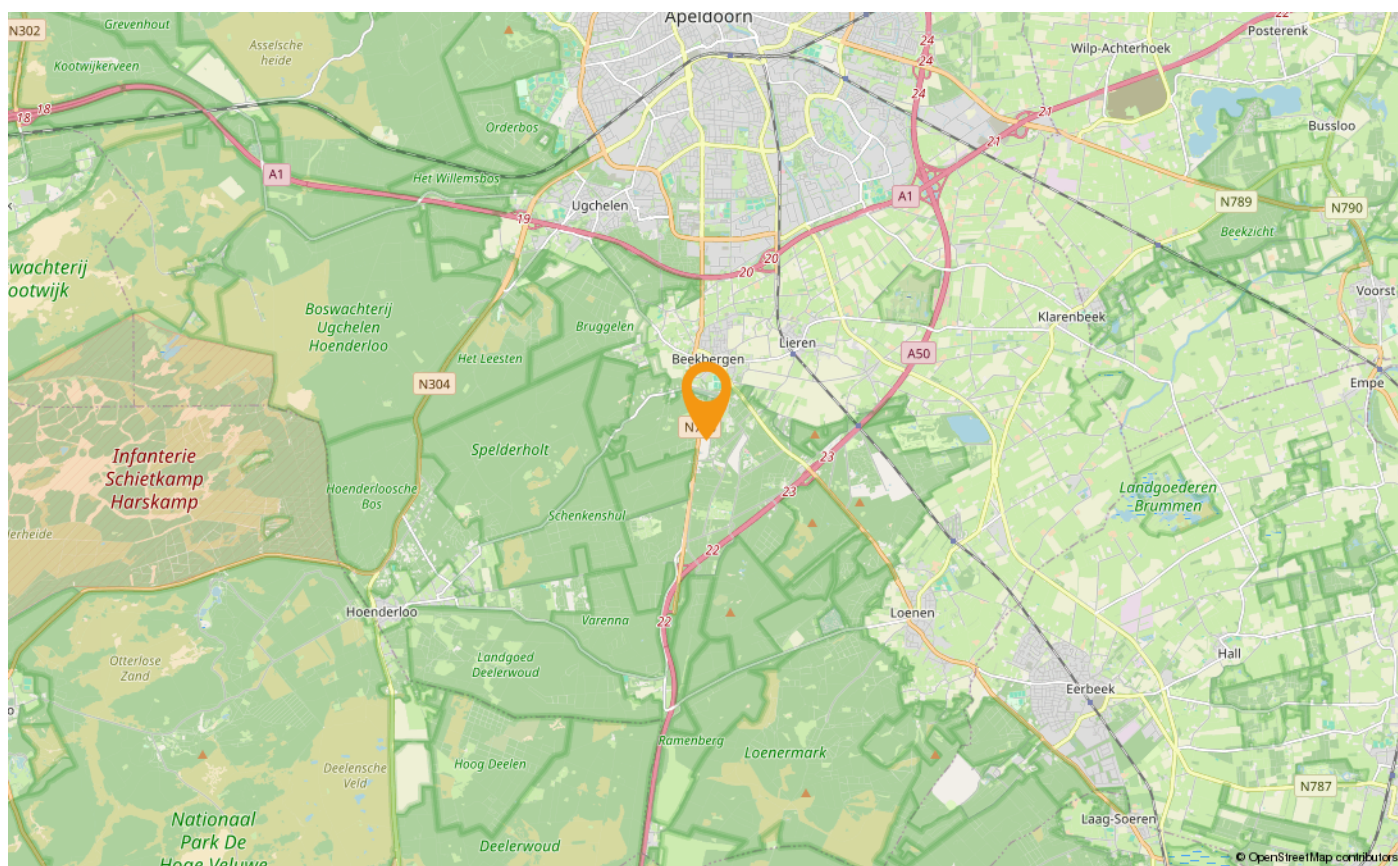 Apeldoorn
Grevenhout
N302
Asselsche
heide
Wilp-Achterhoek
Posterenk
22
24
24
24
Kootwijkerveen
18
18
21
21
Orderbos
Bussloo
A1
Het Willemsbos
A1
Ugchelen
N789
N790
19
Beekzicht
20
20
Boswachterij
Ugchelen
Hoenderloo
Voorst
Klarenbeek
Bruggelen
Het Leesten
Beekbergen
Lieren
A50
N304
Empe
Infanterie
Schietkamp
Harskamp
Spelderholt
23
23
Hoenderloosche
Bos
Landgoederen
Brummen
Schenkenshul
22
Hoenderloo
Varenna
22
Loenen
Otterlose
Zand
Landgoed
Deelerwoud
Hall
Eerbeek
Ramenberg
Loenermark
Hoog Deelen
Deelensche
Veld
N787
Nationaal
Park De
Hoge Veluwe
Deelerwoud
Laag-Soeren
© OpenStreetMap contributors